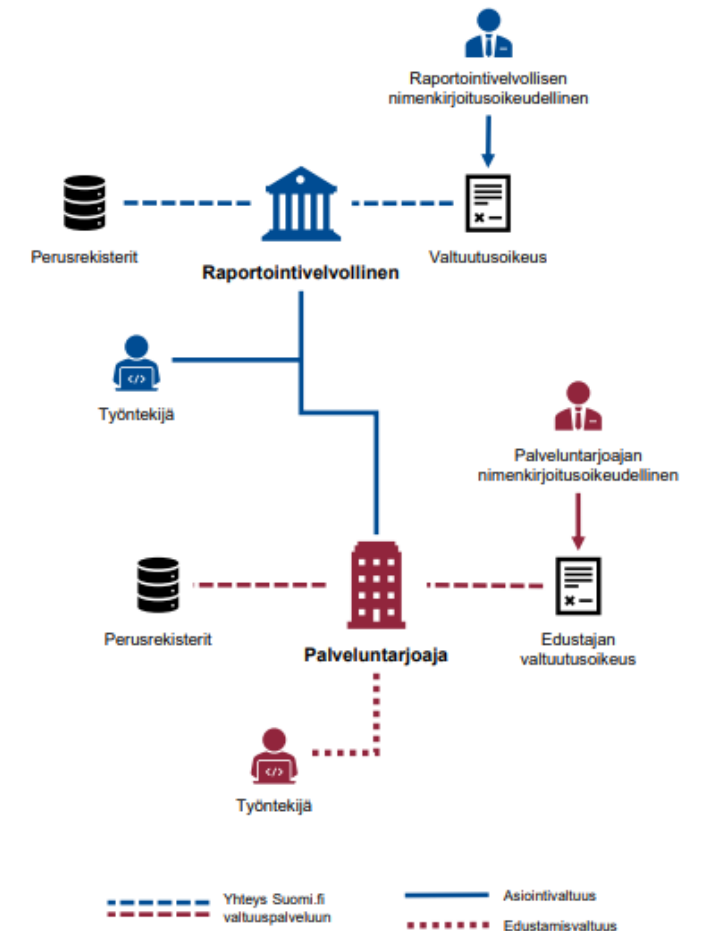 Raportointivelvollisen
nimenkirjoitusoikeudellinen
Perusrekisterit
Raportointivelvollinen
Valtuutusoikeus
Työntekijä
Palveluntarjoajan
nimenkirjoitusoikeudellinen
Perusrekisterit
Palveluntarjoaja
Edustajan
valtuutusoikeus
Työntekijä
Yhteys Suomi.fi
valtuuspalveluun
Asiointivaltuus
Edustamisvaltuus